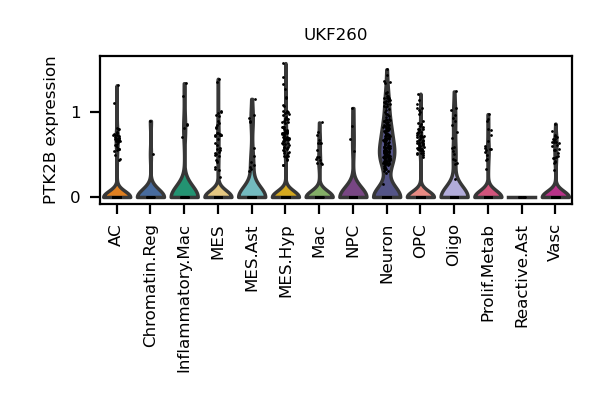 UKF260
PTK2B expression
1
0
AC
Chromatin.Reg
Inflammatory.Mac
MES
MES.Ast
MES.Hyp
Mac
NPC
Neuron
OPC
Oligo
Prolif.Metab
Reactive.Ast
Vasc